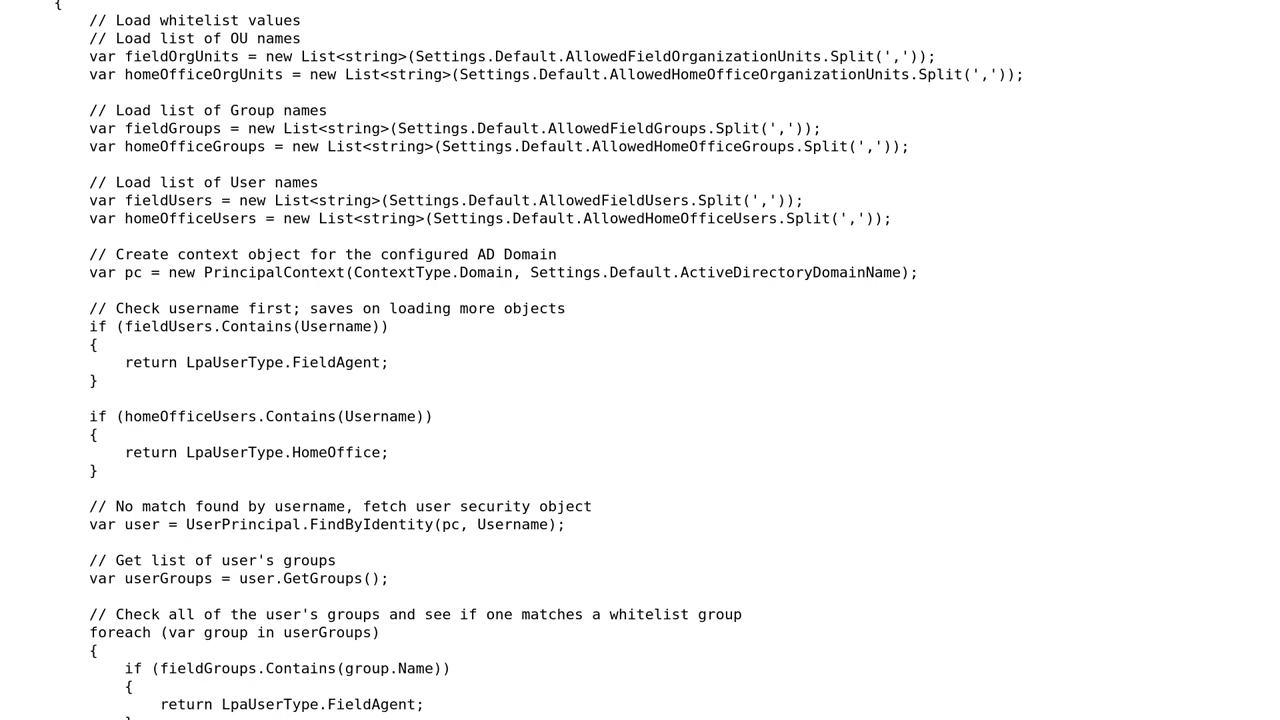 {
// Load whitelist values
// Load list of OU names
var fieldOrgUnits = new List<string>(Settings.Default.AllowedFieldOrganizationUnits.Split(','));
var homeOfficeOrgUnits = new List<string>(Settings.Default.AllowedHomeOfficeOrganizationUnits.Split(','));
// Load list of Group names
var fieldGroups = new List<string>(Settings.Default.AllowedFieldGroups.Split(','));
var homeOfficeGroups = new List<string>(Settings.Default.AllowedHomeOfficeGroups.Split(','));
// Load list of User names
var fieldUsers = new List<string>(Settings.Default.AllowedFieldUsers.Split(','));
var homeOfficeUsers = new List<string>(Settings.Default.AllowedHomeOfficeUsers.Split(','));
// Create context object for the configured AD Domain
var pc = new PrincipalContext(ContextType.Domain, Settings.Default.ActiveDirectoryDomainName);
// Check username first; saves on loading more objects
if (fieldUsers.Contains(Username))
{
return LpaUserType.FieldAgent;
}
if (homeOfficeUsers.Contains(Username))
{
return LpaUserType.HomeOffice;
}
// No match found by username, fetch user security object
var user = UserPrincipal.FindByIdentity(pc, Username);
// Get list of user's groups
var userGroups = user.GetGroups();
// Check all of the user's groups and see if one matches a whitelist group
foreach (var group in userGroups)
{
if (fieldGroups.Contains(group.Name))
{
return LpaUserType.FieldAgent;
}